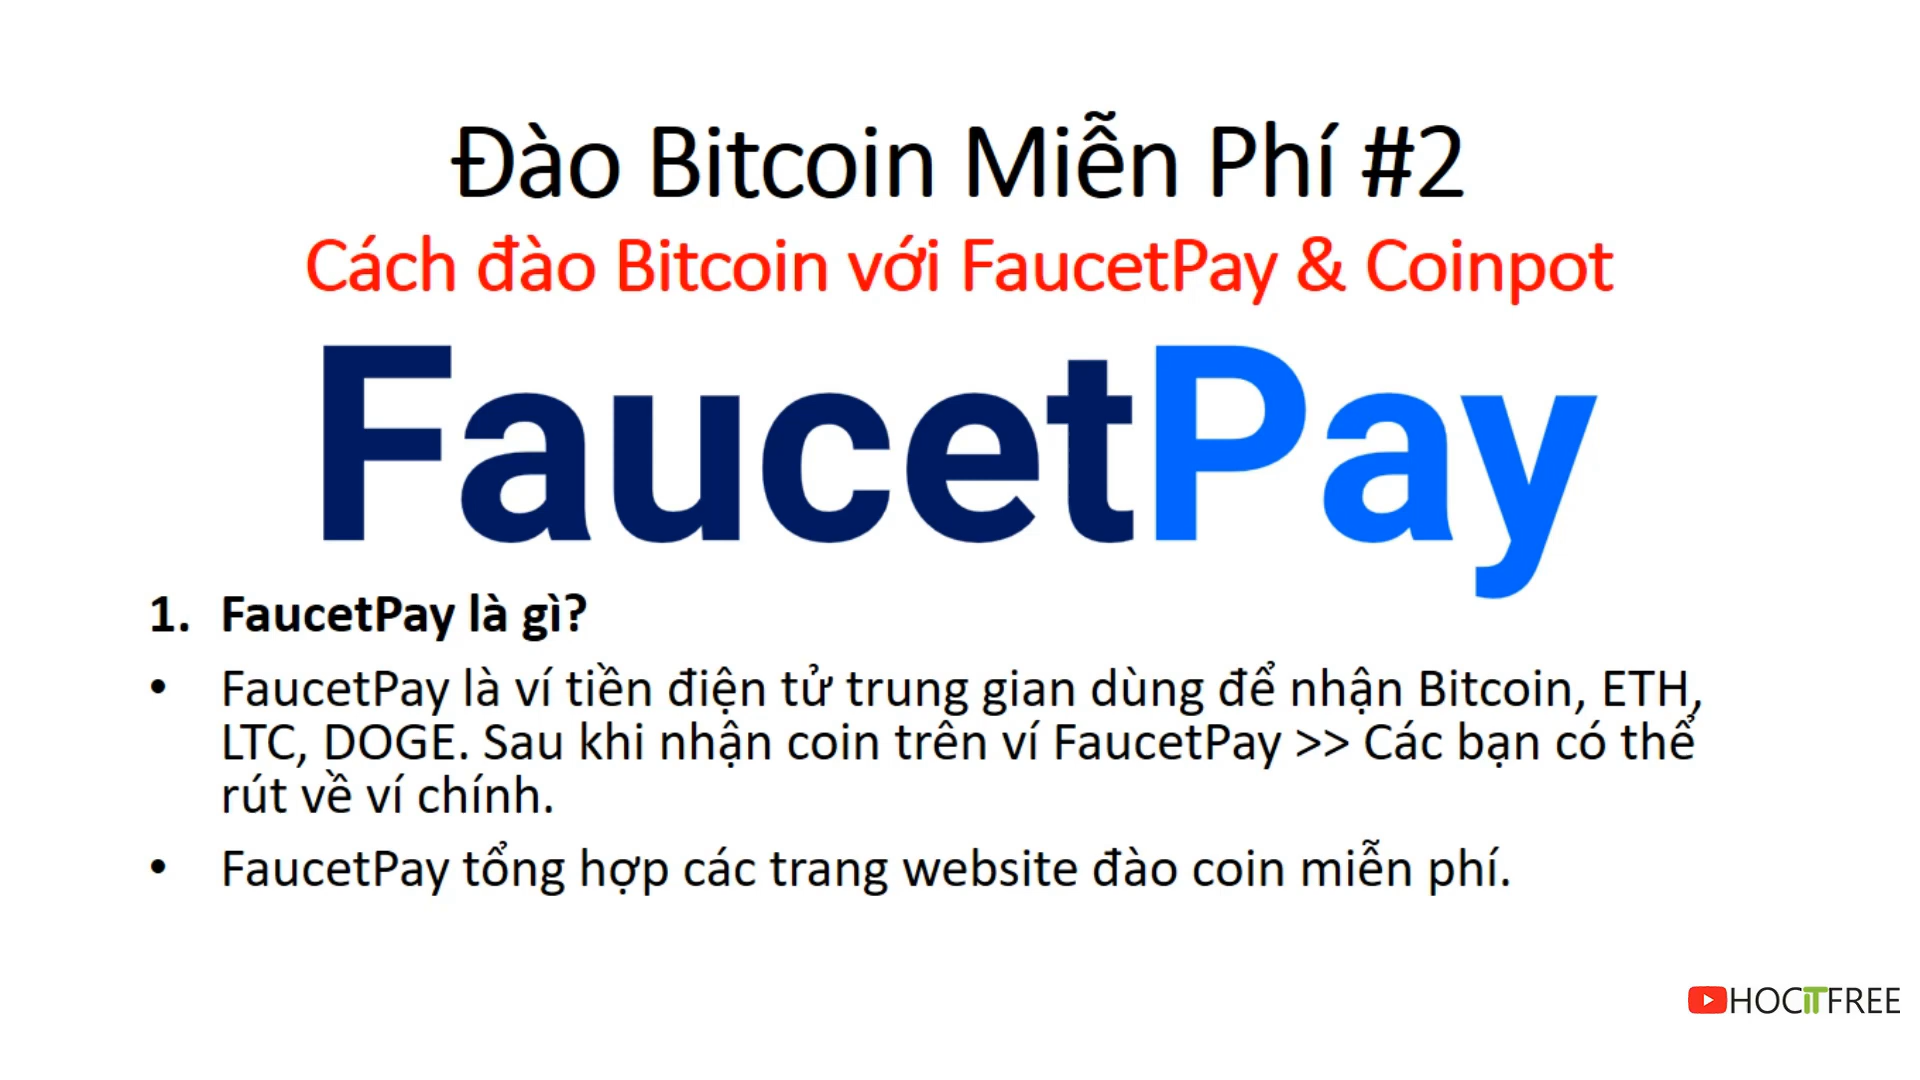 Đào Bitcoin Miễn Phí #2
Cách đào Bitcoin với FaucetPay & Coinpot
FaucetPay
1. FaucetPay là gì?
• FaucetPay là ví tiền điện tử trung gian dùng để nhận Bitcoin, ETH,
LTC, DOGE. Sau khi nhận coin trên ví FaucetPay >> Các bạn có thể
rút về ví chính.
• FaucetPay tổng hợp các trang website đào coin miễn phí.
HOCITFREE